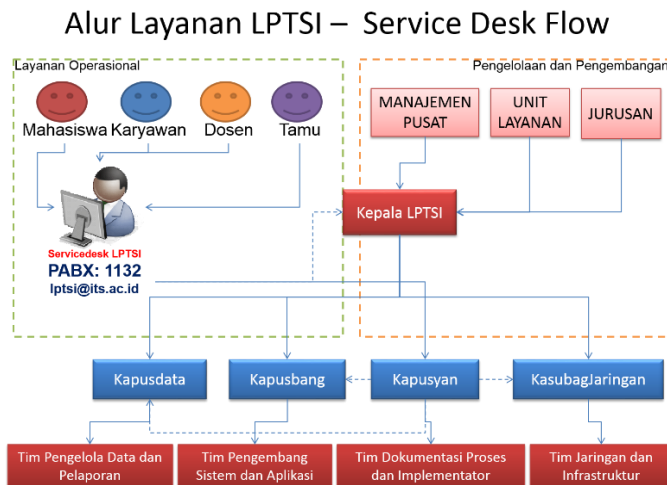 Alur Layanan LPTSI – Service Desk Flow
Layanan Operasional
Pengelolaan dan Pengembangan
Mahasiswa
Karyawan
Dosen
Tamu
MANAJEMEN
PUSAT
UNIT
LAYANAN
JURUSAN
Kepala LPTSI
Servicedesk LPTSI
PABX: 1132
lptsi@its.ac.id
Kapusdata
Kapusbang
Kapusyan
KasubagJaringan
Tim Pengelola Data dan
Pelaporan
Tim Pengembang
Sistem dan Aplikasi
Tim Dokumentasi Proses
dan Implementator
Tim Jaringan dan
Infrastruktur